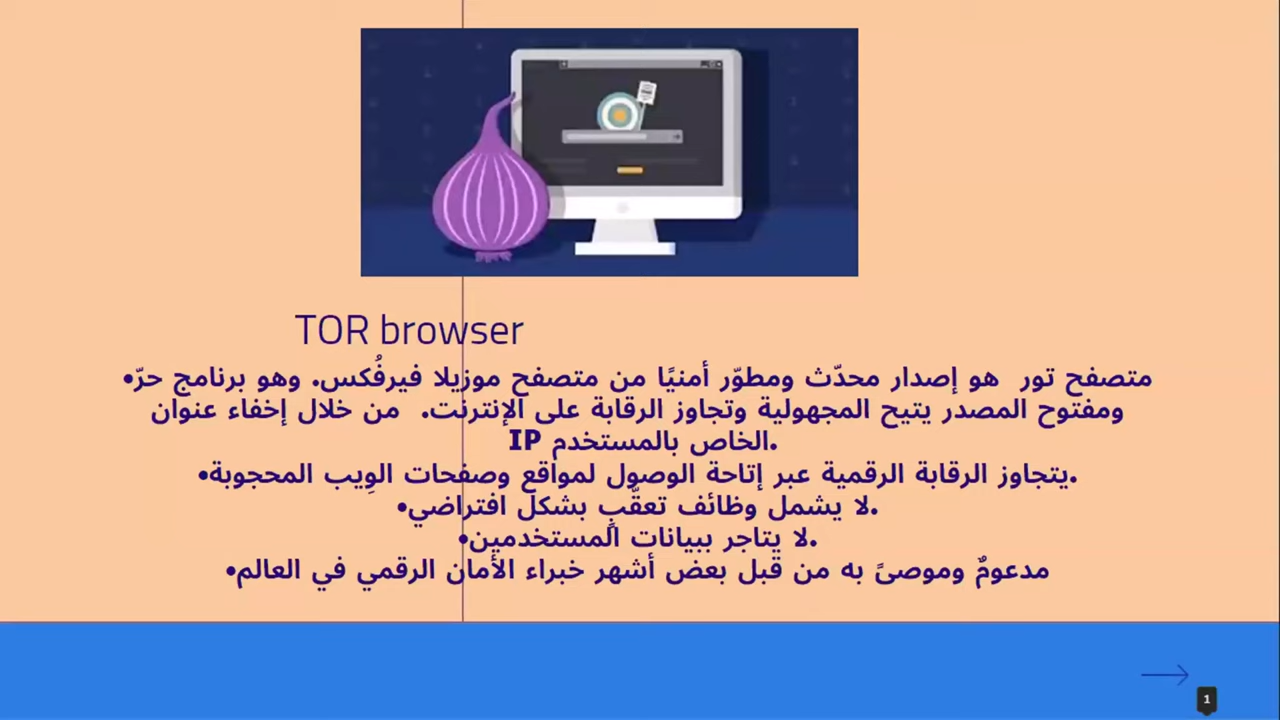 TOR browser
•متصفح تور هو إصدار محدّث ومطوّر أمنيًا من متصفح موزيلا فيرفُكس. وهو برنامج حرّ
ومفتوح المصدر يتيح المجهولية وتجاوز الرقابة على الإنترنت. من خلال إخفاء عنوان
IP الخاص بالمستخدم.
•يتجاوز الرقابة الرقمية عبر إتاحة الوصول لمواقع وصفحات الوِيب المحجوبة.
•لا يشمل وظائف تعقّبٍ بشكل افتراضي.
•لا يتاجر ببيانات المستخدمين.
•مدعومٌ وموصىً به من قبل بعض أشهر خبراء الأمان الرقمي في العالم
1